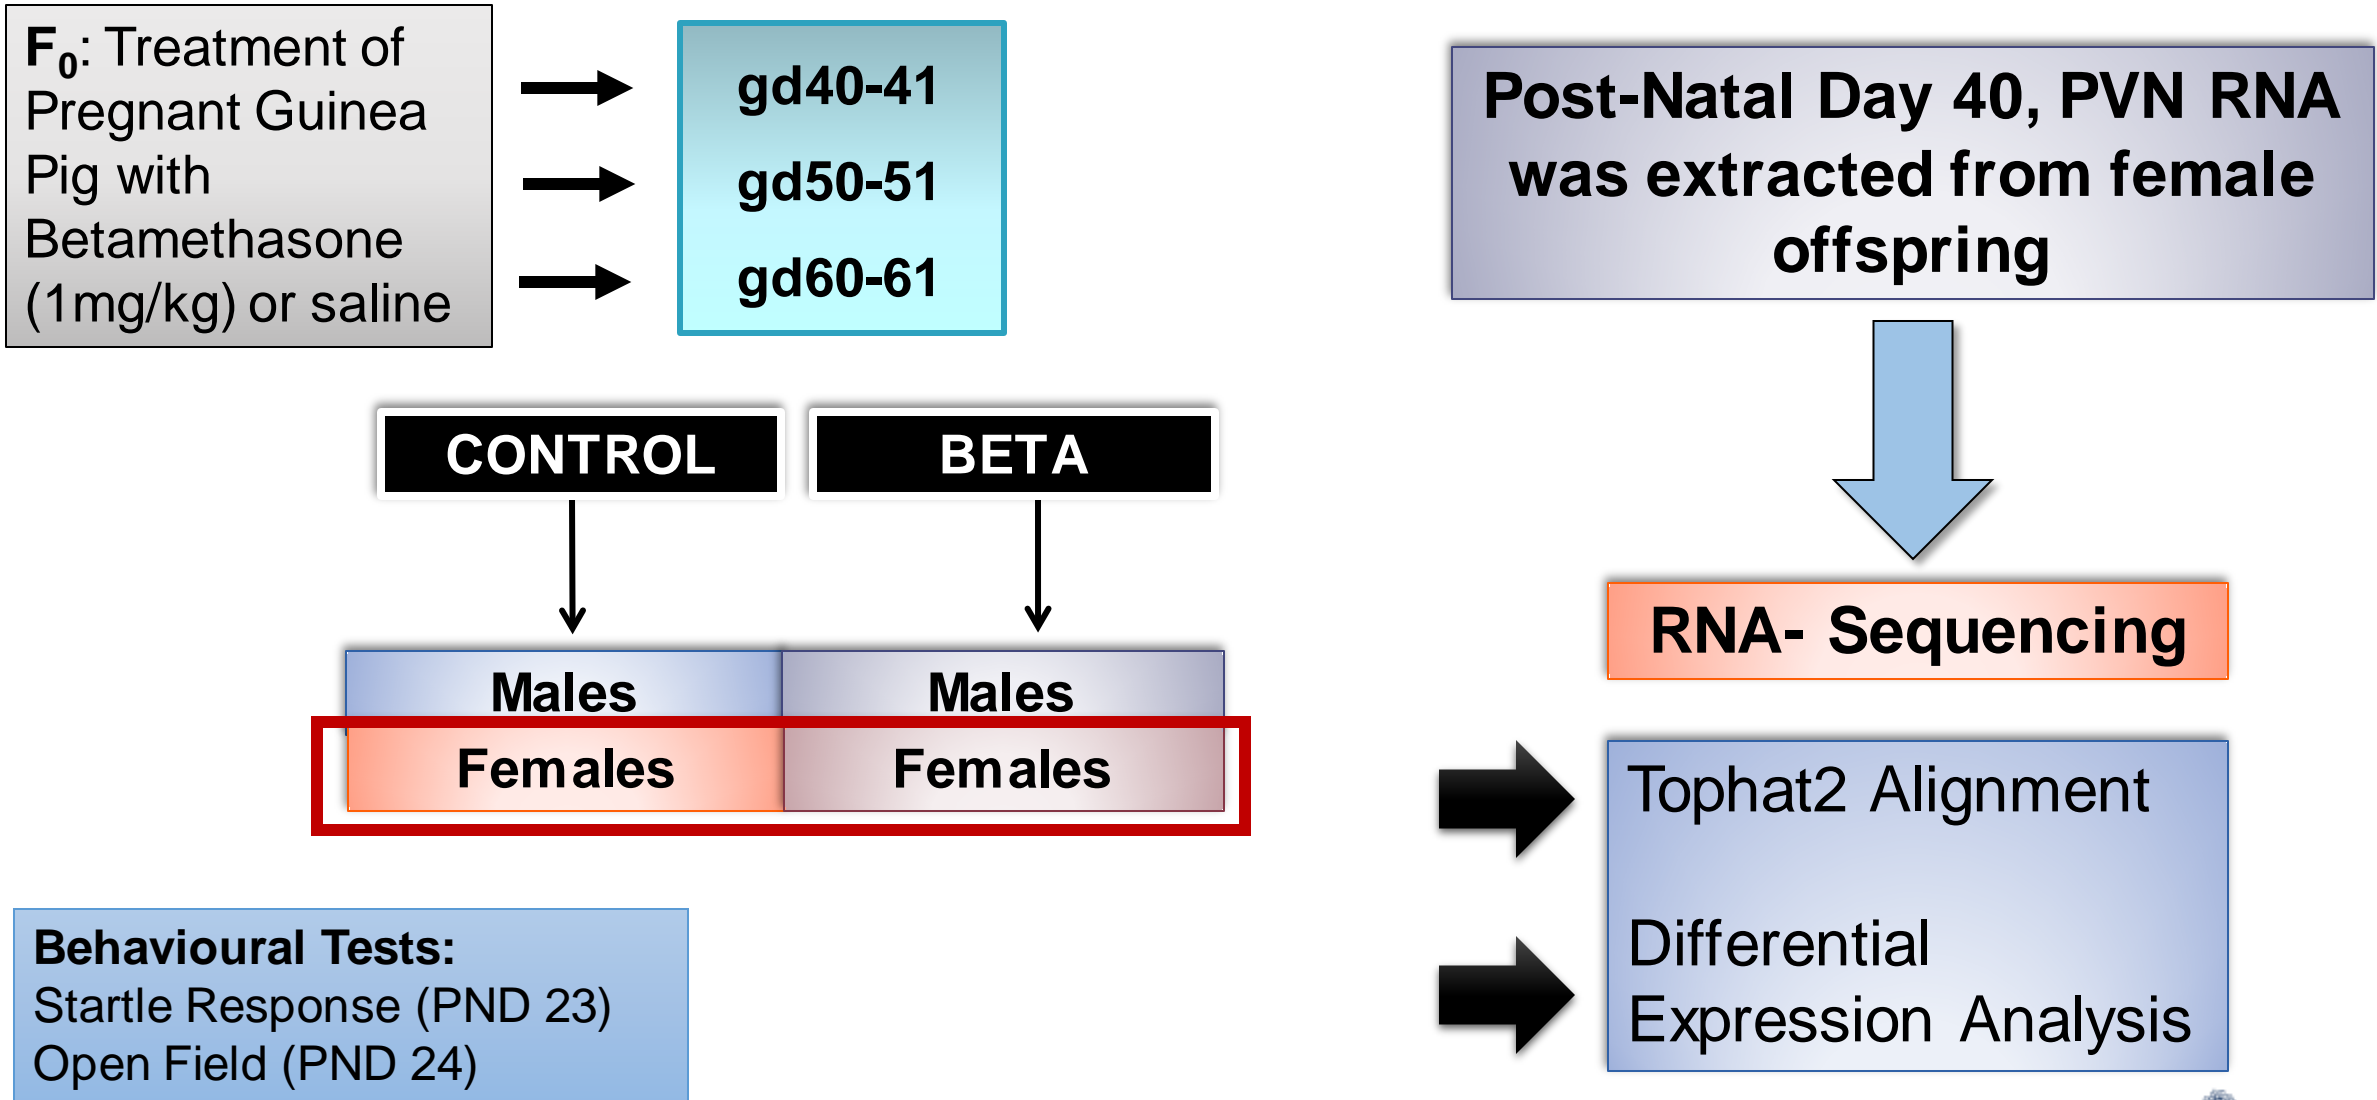 F0: Treatment of
Pregnant Guinea
Pig with
Betamethasone
(1mg/kg) or saline
gd40-41
gd50-51
gd60-61
CONTROL
BETA
Males
Males
Females
Females
Behavioural Tests:
Startle Response (PND 23)
Open Field (PND 24)
Post-Natal Day 40, PVN RNA
was extracted from female
offspring
RNA- Sequencing
Tophat2 Alignment
Differential
Expression Analysis